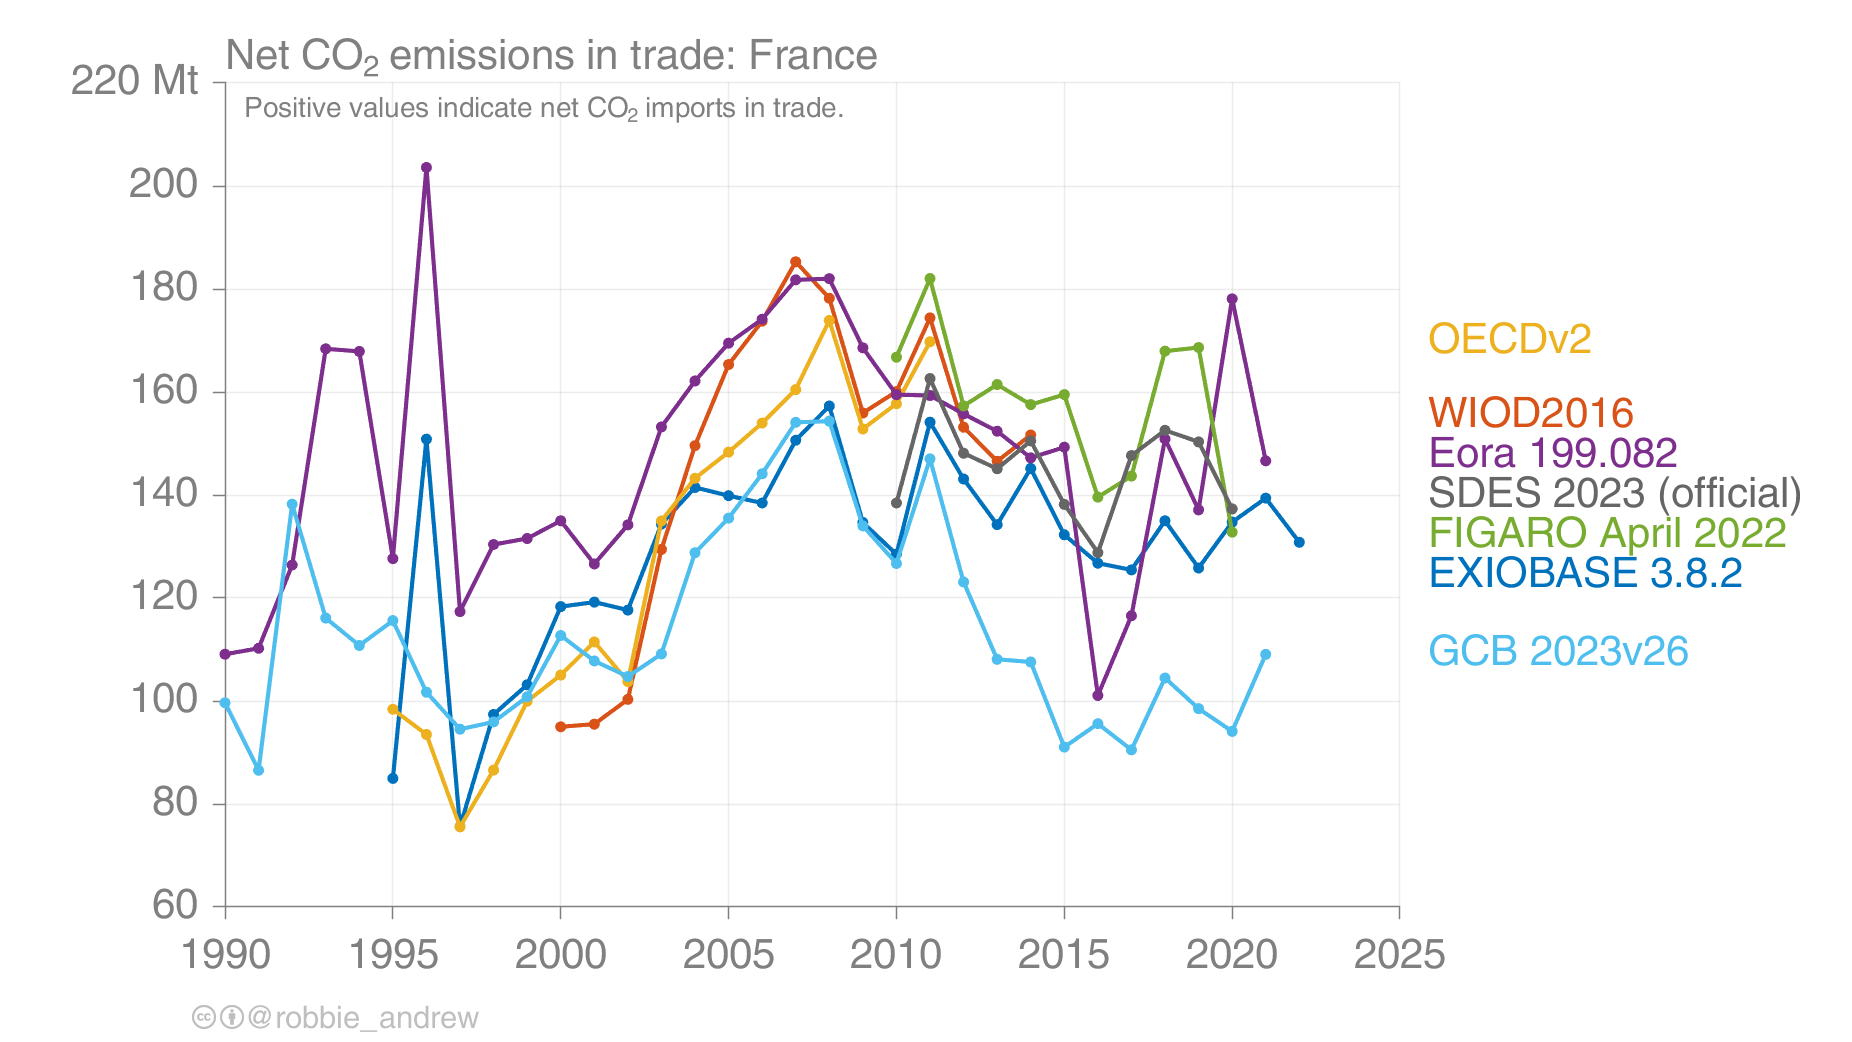 Net CO₂ emissions in trade: France
220 Mt
Positive values indicate net CO₂ imports in trade.
200
180
160
140
120
100
80
60
OECDv2
WIOD2016
Eora 199.082
SDES 2023 (official)
FIGARO April 2022
EXIOBASE 3.8.2
GCB 2023v26
1990 1995 2000 2005 2010 2015 2020 2025
cc @robbie_andrew